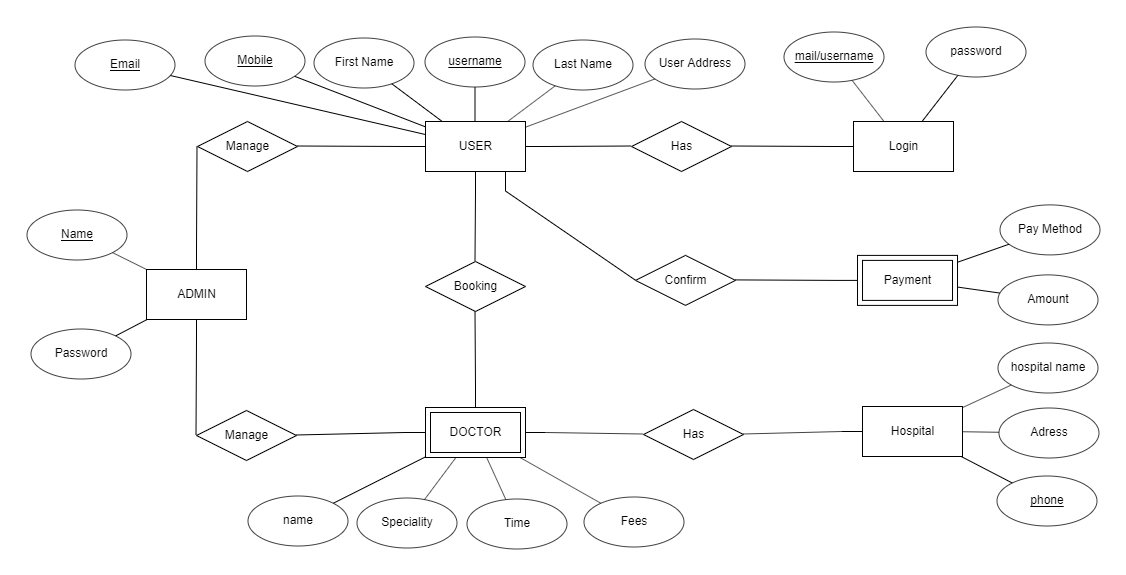 Email
Mobile
First Name
username
Last Name
User Address
mail/username
password
Manage
USER
Has
Login
Name
ADMIN
Password
Booking
Confirm
Payment
Pay Method
Amount
Manage
DOCTOR
Has
Hospital
hospital name
Adress
phone
name
Speciality
Time
Fees